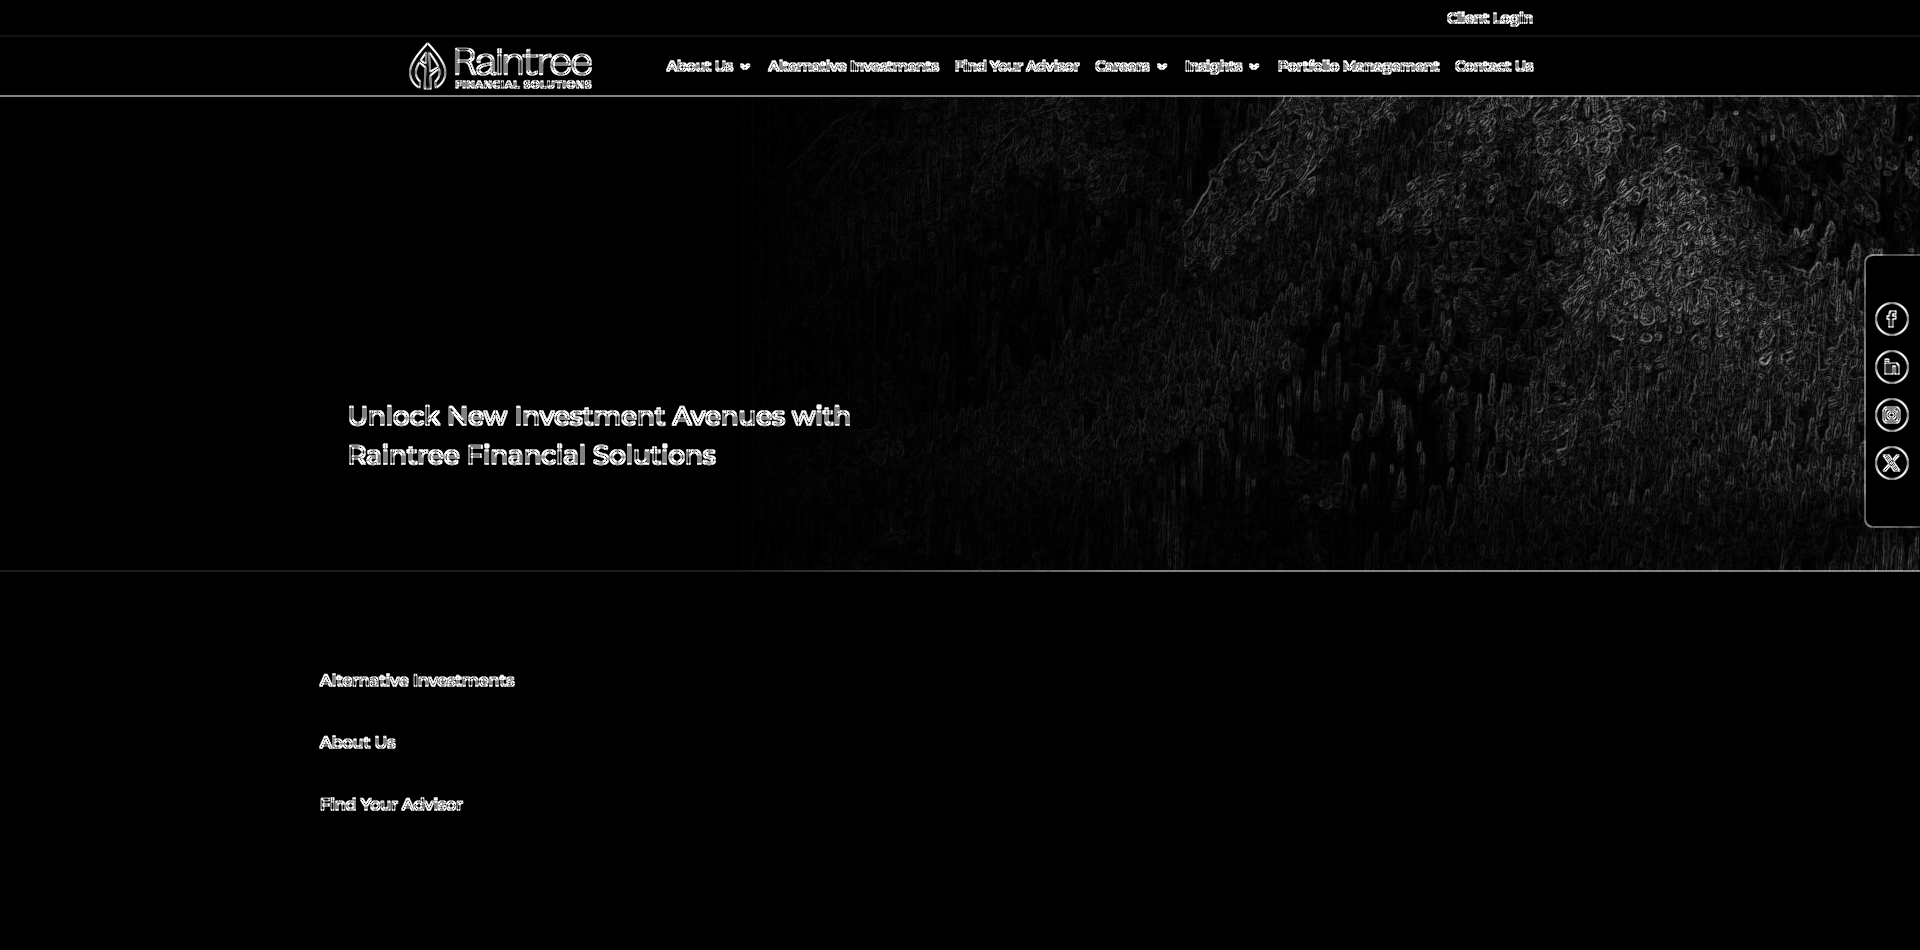 Client Login
Raintree
FINANCIAL SOLUTIONS
About Us
Alternative Investments
Find Your Advisor
Careers
Insights
Portfolio Management
Contact Us
Unlock New Investment Avenues with
Raintree Financial Solutions
Alternative Investments
About Us
Find Your Advisor